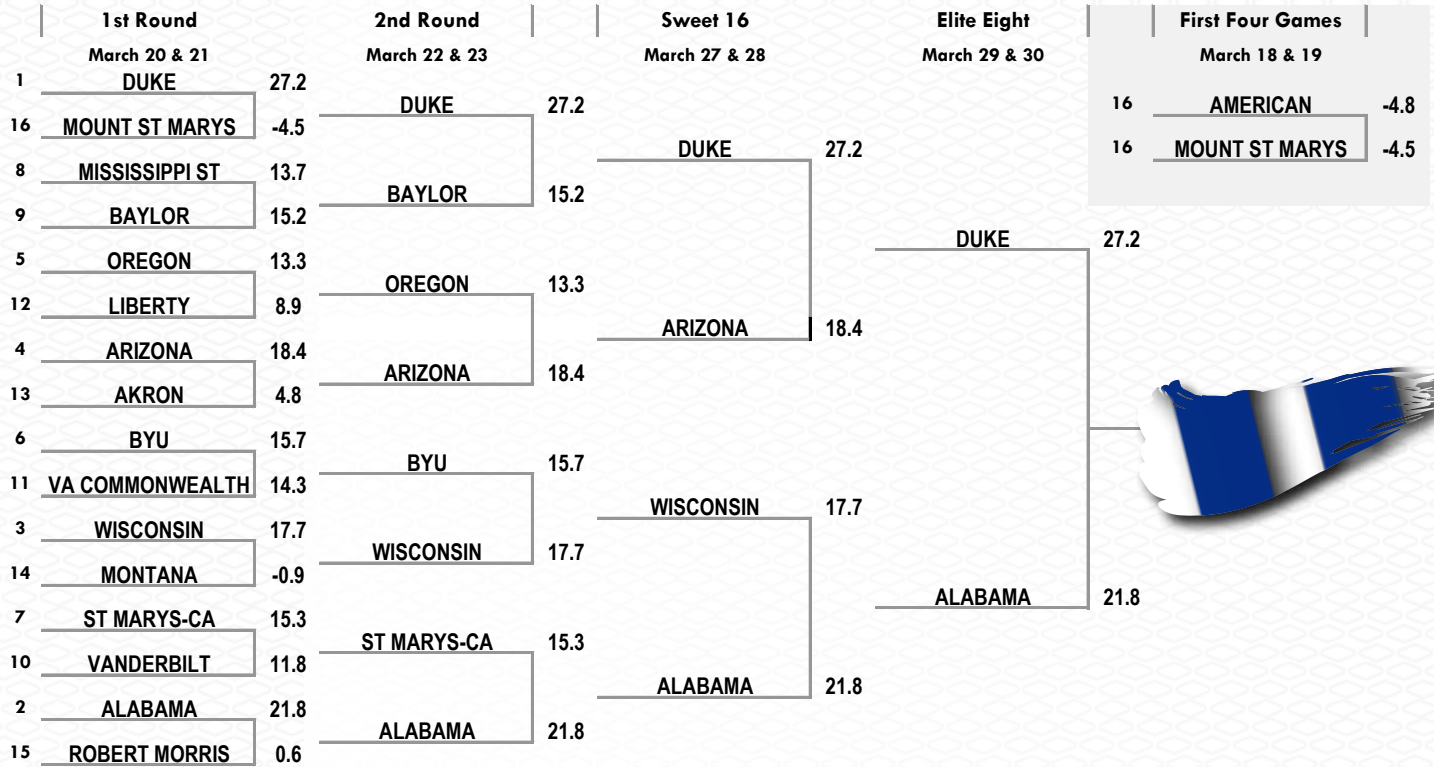 1st Round
March 20 & 21
1 DUKE 27.2
16 MOUNT ST MARYS -4.5
8 MISSISSIPPI ST 13.7
9 BAYLOR 15.2
5 OREGON 13.3
12 LIBERTY 8.9
4 ARIZONA 18.4
13 AKRON 4.8
6 BYU 15.7
11 VA COMMONWEALTH 14.3
3 WISCONSIN 17.7
14 MONTANA -0.9
7 ST MARYS-CA 15.3
10 VANDERBILT 11.8
2 ALABAMA 21.8
15 ROBERT MORRIS 0.6
2nd Round
March 22 & 23
DUKE 27.2
BAYLOR 15.2
OREGON 13.3
ARIZONA 18.4
BYU 15.7
WISCONSIN 17.7
ST MARYS-CA 15.3
ALABAMA 21.8
Sweet 16
March 27 & 28
DUKE 27.2
ARIZONA 18.4
WISCONSIN 17.7
ALABAMA 21.8
Elite Eight
March 29 & 30
DUKE 27.2
ALABAMA 21.8
First Four Games
March 18 & 19
16 AMERICAN -4.8
16 MOUNT ST MARYS -4.5